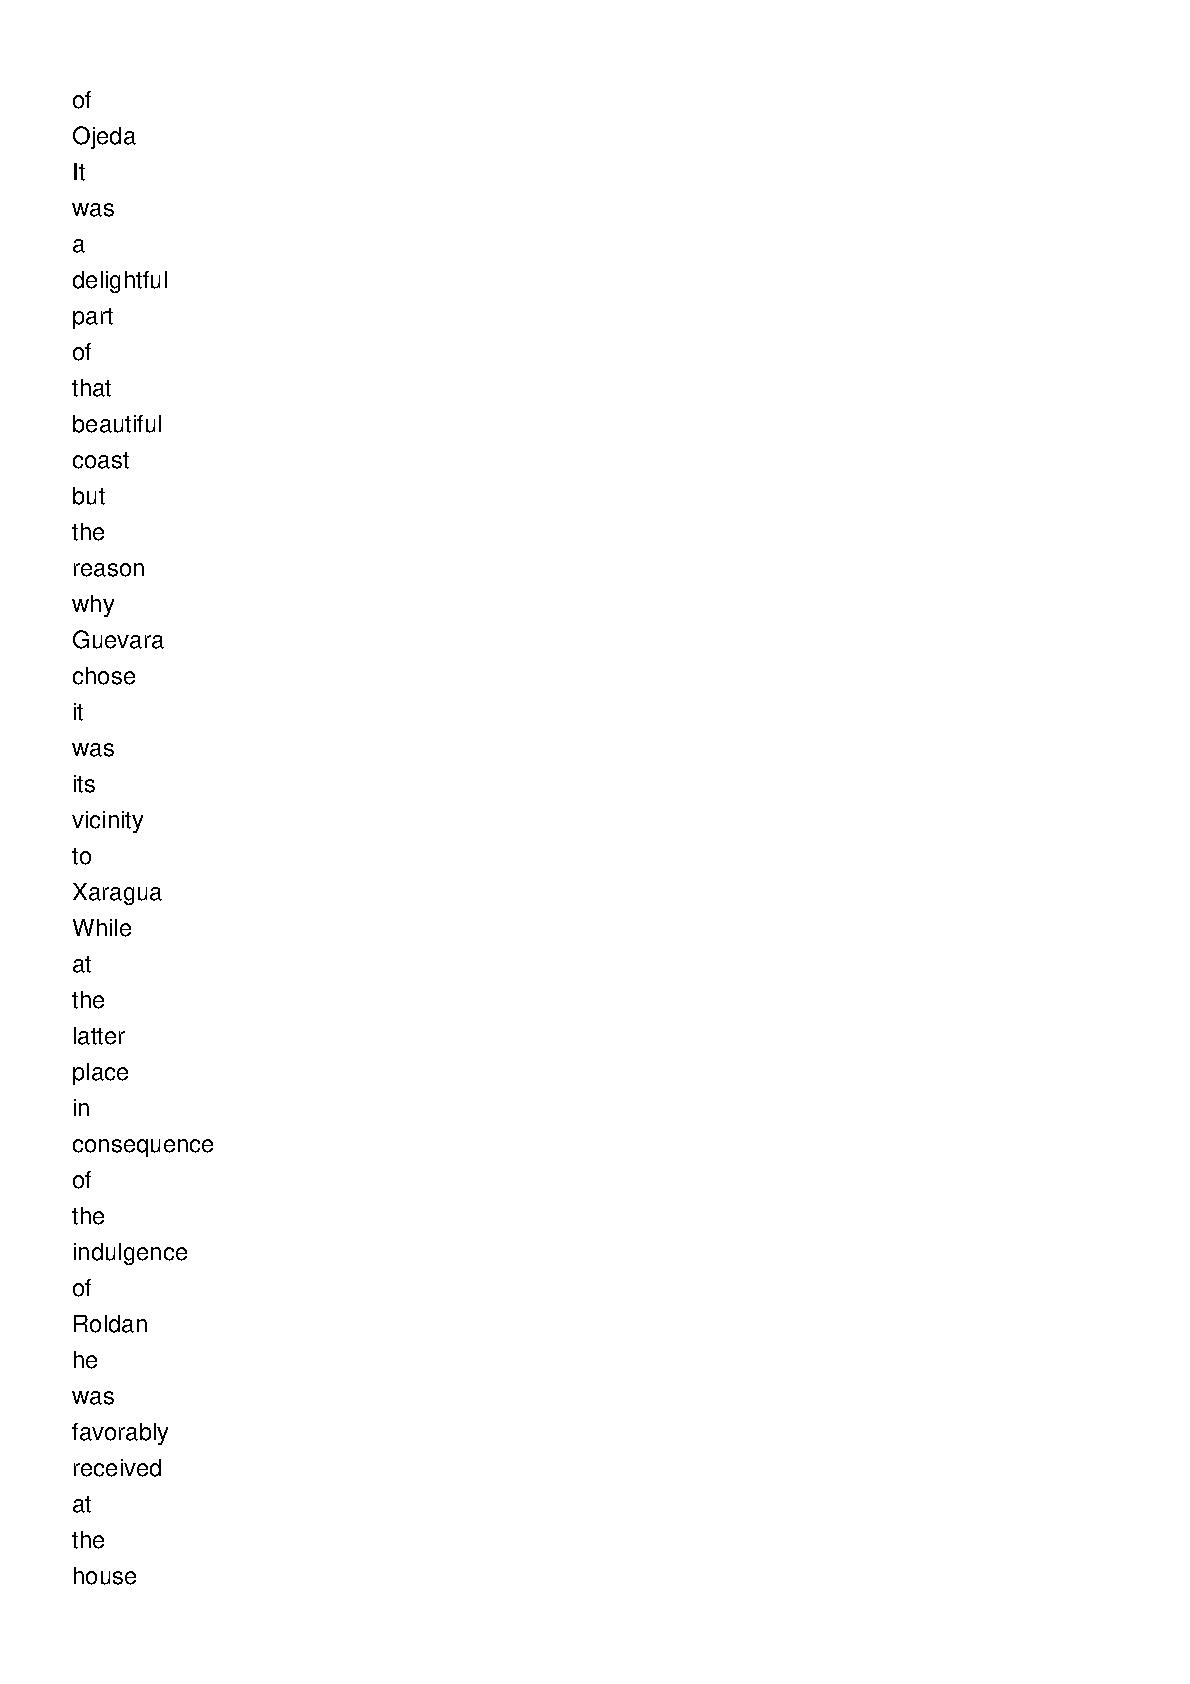 of
Ojeda
It
was
a
delightful
part
of
that
beautiful
coast
but
the
reason
why
Guevara
chose
it
was
its
vicinity
to
Xaragua
While
at
the
latter
place
in
consequence
of
the
indulgence
of
Roldan
he
was
favorably
received
at
the
house